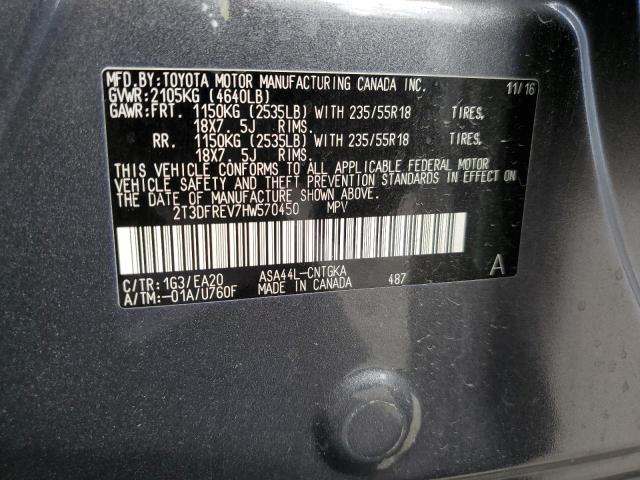 MFD.BY:TOYOTA MOTOR MANUFACTURING CANADA INC. 11/16
GVWR:2105KG (4640LB)
GAWR:FRT. 1150KG (2535LB) WITH 235/55R18 TIRES,
18X7. 5J RIMS.
RR. 1150KG (2535LB) WITH 235/55R18 TIRES,
18X7. 5J RIMS.
THIS VEHICLE CONFORMS TO ALL APPLICABLE FEDERAL MOTOR
VEHICLE SAFETY AND THEFT PREVENTION STANDARDS IN EFFECT ON
THE DATE OF MANUFACTURE SHOWN ABOVE.
2T3DFREV7HW570450 MPV
C/TR:1G3/EA20 ASA44L-CNTGKA 487 A
A/TM:-01A/U760F MADE IN CANADA